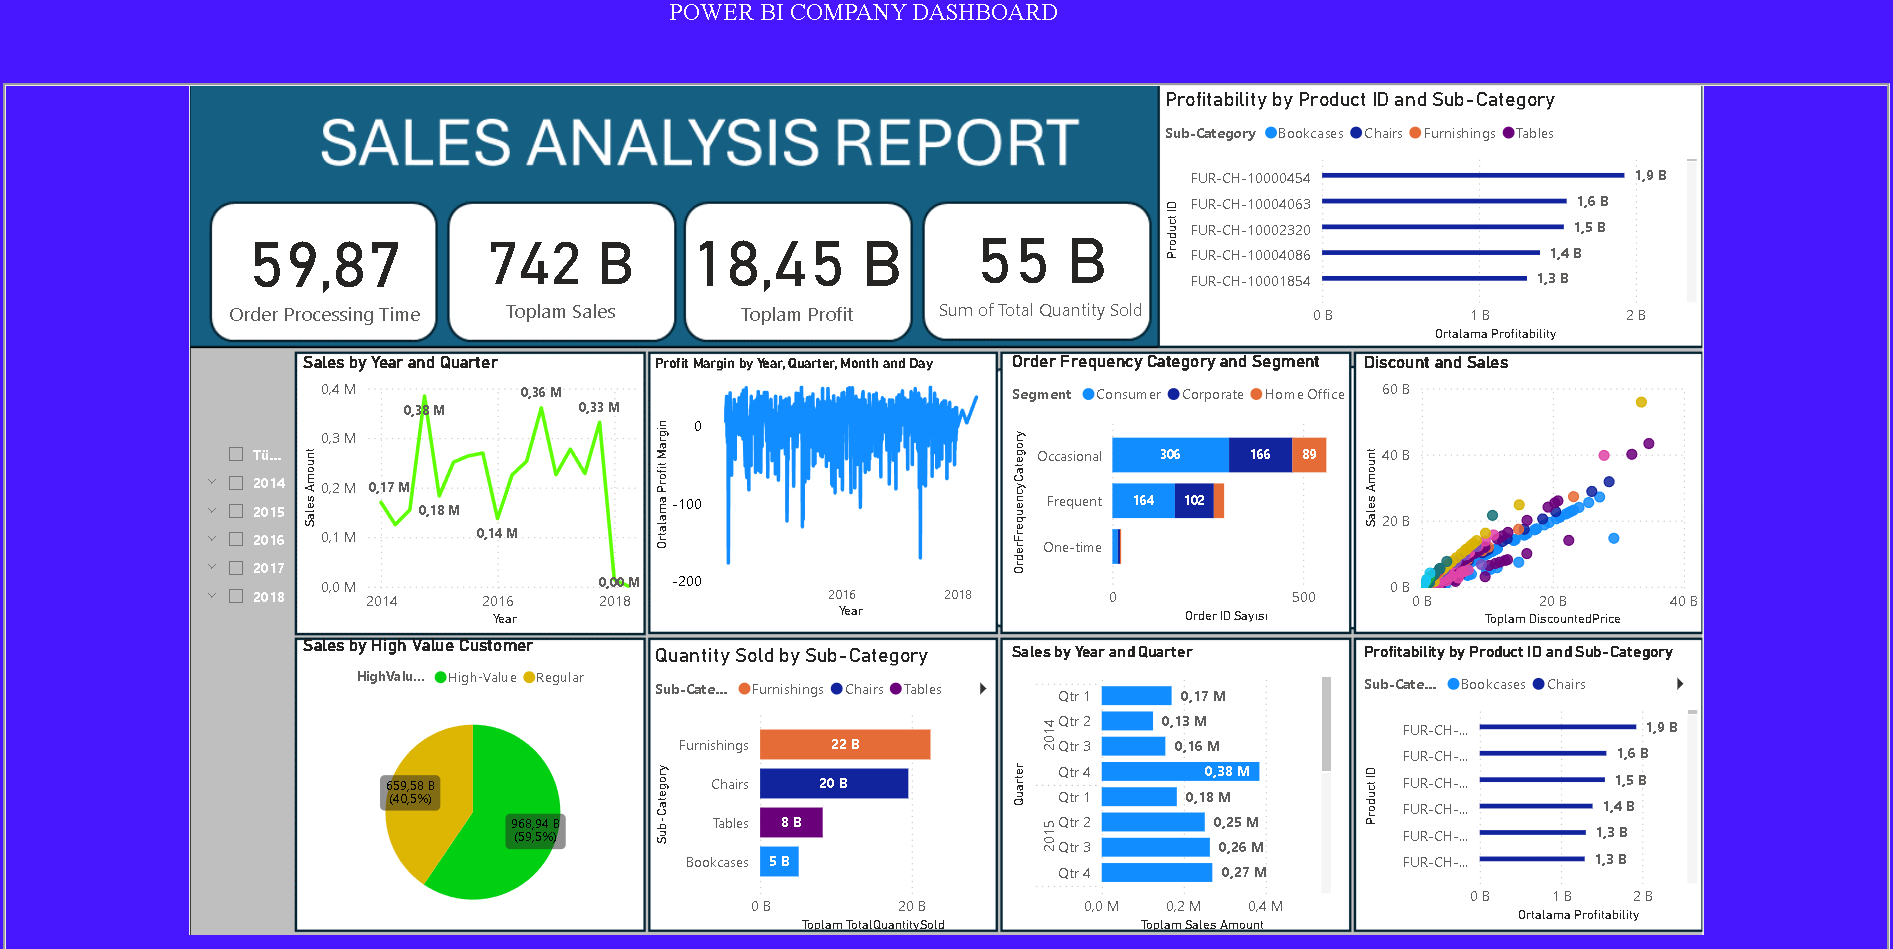 POWER BI COMPANY DASHBOARD
SALES ANALYSIS REPORT
59,87
Order Processing Time
742 B
Toplam Sales
18,45 B
Toplam Profit
55 B
Sum of Total Quantity Sold
Profitability by Product ID and Sub-Category
Sub-Category Bookcases Chairs Furnishings Tables
Product ID
FUR-CH-10000454 1,9 B
FUR-CH-10004063 1,6 B
FUR-CH-10002320 1,5 B
FUR-CH-10004086 1,4 B
FUR-CH-10001854 1,3 B
0 B 1 B 2 B
Ortalama Profitability
Tü...
2014
2015
2016
2017
2018
Sales by Year and Quarter
Sales Amount
0,4 M
0,3 M
0,2 M
0,1 M
0,0 M
0,17 M
0,38 M
0,18 M
0,14 M
0,36 M
0,33 M
0,00 M
2014 2016 2018
Year
Profit Margin by Year, Quarter, Month and Day
Ortalama Profit Margin
0
-100
-200
2016 2018
Year
Order Frequency Category and Segment
Segment Consumer Corporate Home Office
OrderFrequencyCategory
Occasional 306 166 89
Frequent 164 102
One-time
0 500
Order ID Sayısı
Discount and Sales
Sales Amount
60 B
40 B
20 B
0 B
0 B 20 B 40 B
Toplam DiscountedPrice
Sales by High Value Customer
HighValu... High-Value Regular
659,58 B
(40,5%)
968,94 B
(59,5%)
Quantity Sold by Sub-Category
Sub-Cate... Furnishings Chairs Tables
Sub-Category
Furnishings 22 B
Chairs 20 B
Tables 8 B
Bookcases 5 B
0 B 20 B
Toplam TotalQuantitySold
Sales by Year and Quarter
Quarter
2014
Qtr 1 0,17 M
Qtr 2 0,13 M
Qtr 3 0,16 M
Qtr 4 0,38 M
2015
Qtr 1 0,18 M
Qtr 2 0,25 M
Qtr 3 0,26 M
Qtr 4 0,27 M
0,0 M 0,2 M 0,4 M
Toplam Sales Amount
Profitability by Product ID and Sub-Category
Sub-Cate... Bookcases Chairs
Product ID
FUR-CH-... 1,9 B
FUR-CH-... 1,6 B
FUR-CH-... 1,5 B
FUR-CH-... 1,4 B
FUR-CH-... 1,3 B
FUR-CH-... 1,3 B
0 B 1 B 2 B
Ortalama Profitability